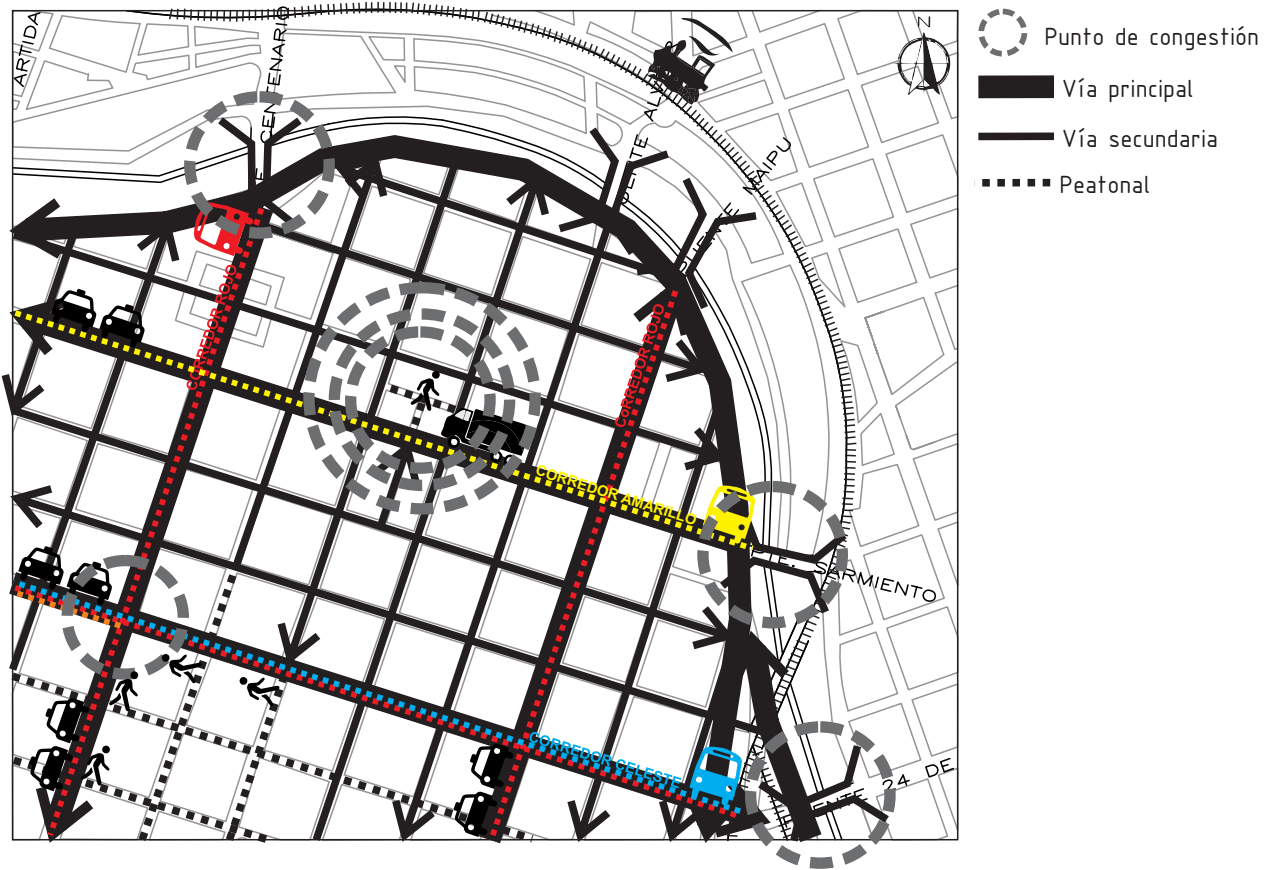 ARTIDA
CENTENARIO
E
N
Punto de congestión
Vía principal
Vía secundaria
Peatonal
PUENTE MAIPU
CORREDOR ROJO
CORREDOR ROJO
CORREDOR AMARILLO
SARMIENTO
CORREDOR CELESTE
24 DE